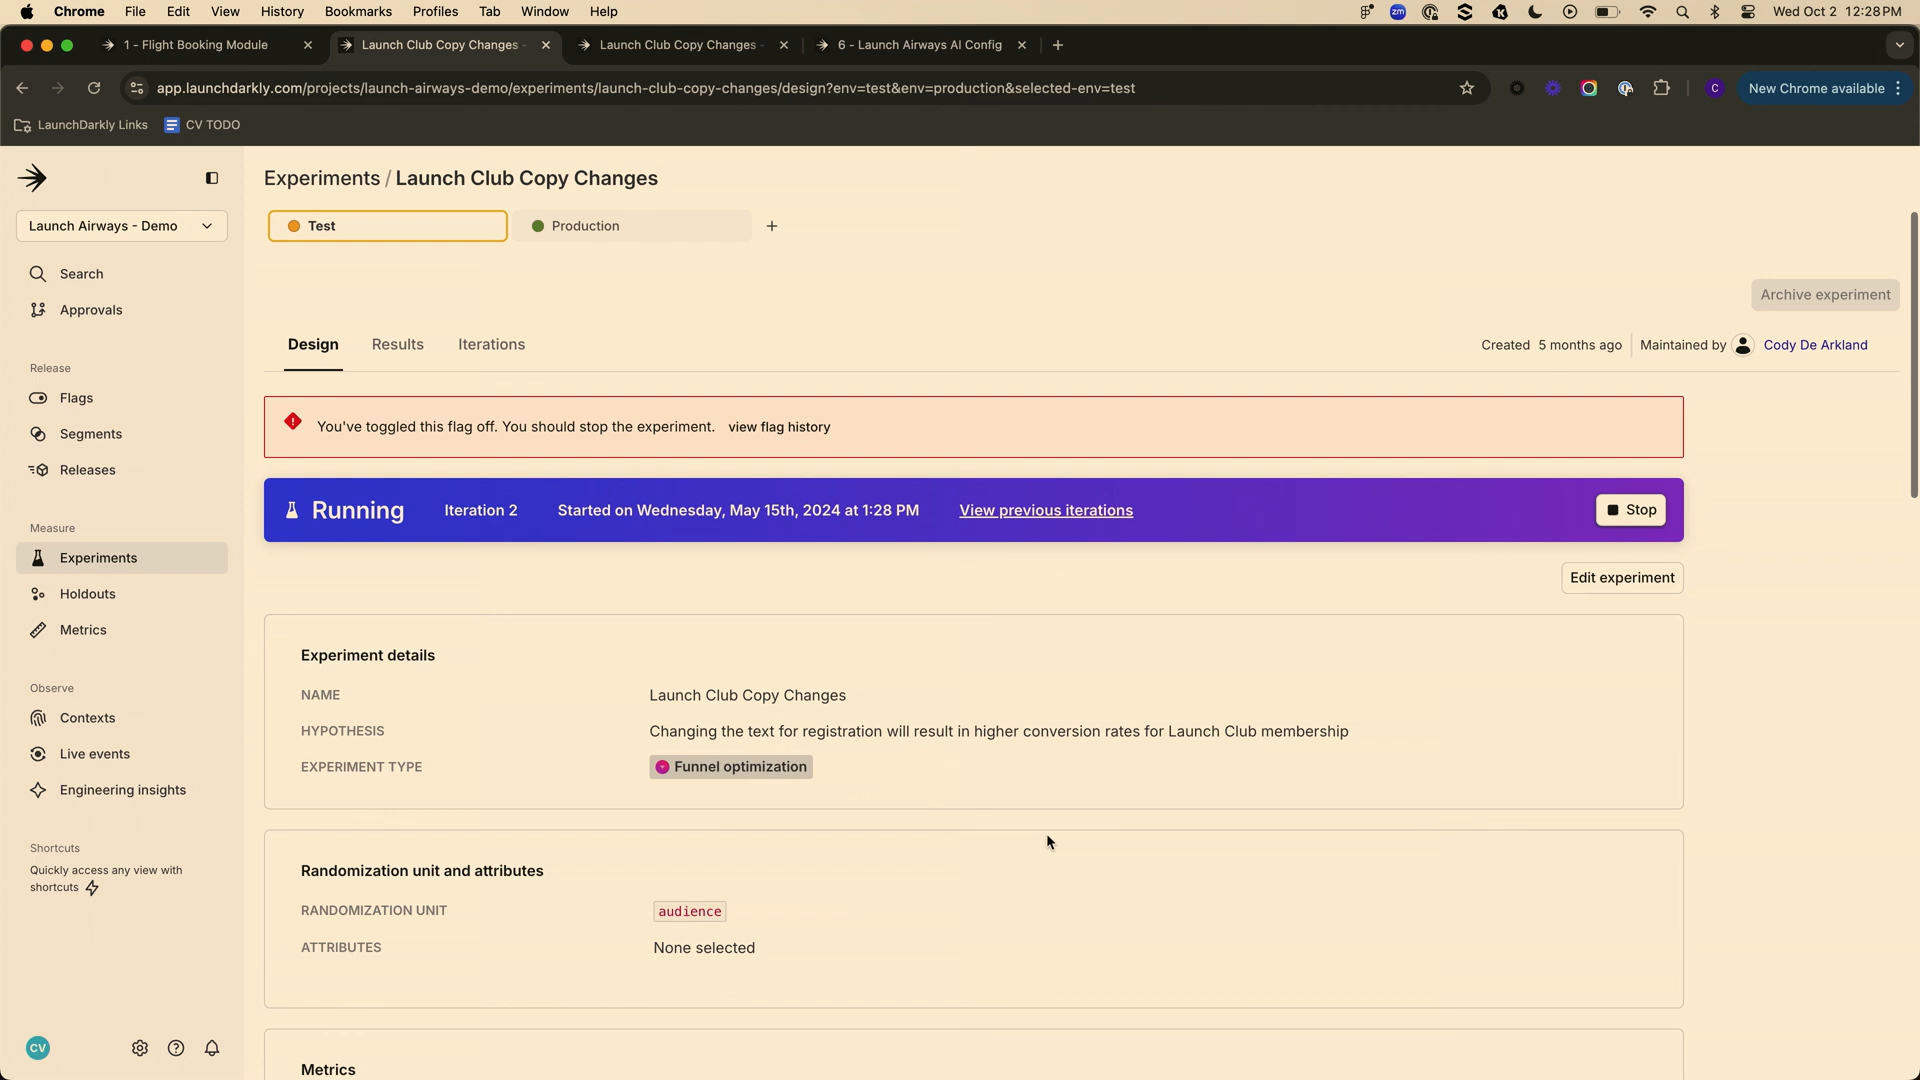 Chrome File Edit View History Bookmarks Profiles Tab Window Help
zm
Wed Oct 2 12:28 PM
1 - Flight Booking Module
Launch Club Copy Changes -
Launch Club Copy Changes -
6 - Launch Airways AI Config
app.launchdarkly.com/projects/launch-airways-demo/experiments/launch-club-copy-changes/design?env=test&env=production&selected-env=test
C
New Chrome available
LaunchDarkly Links
CV TODO
Experiments / Launch Club Copy Changes
Launch Airways - Demo
Test
Production
Search
Approvals
Archive experiment
Design
Results
Iterations
Created 5 months ago
Maintained by Cody De Arkland
Release
Flags
Segments
Releases
You've toggled this flag off. You should stop the experiment. view flag history
Running
Iteration 2
Started on Wednesday, May 15th, 2024 at 1:28 PM
View previous iterations
Stop
Measure
Experiments
Holdouts
Metrics
Edit experiment
Experiment details
NAME
Launch Club Copy Changes
HYPOTHESIS
Changing the text for registration will result in higher conversion rates for Launch Club membership
EXPERIMENT TYPE
Funnel optimization
Observe
Contexts
Live events
Engineering insights
Shortcuts
Quickly access any view with
shortcuts
Randomization unit and attributes
RANDOMIZATION UNIT
audience
ATTRIBUTES
None selected
CV
Metrics